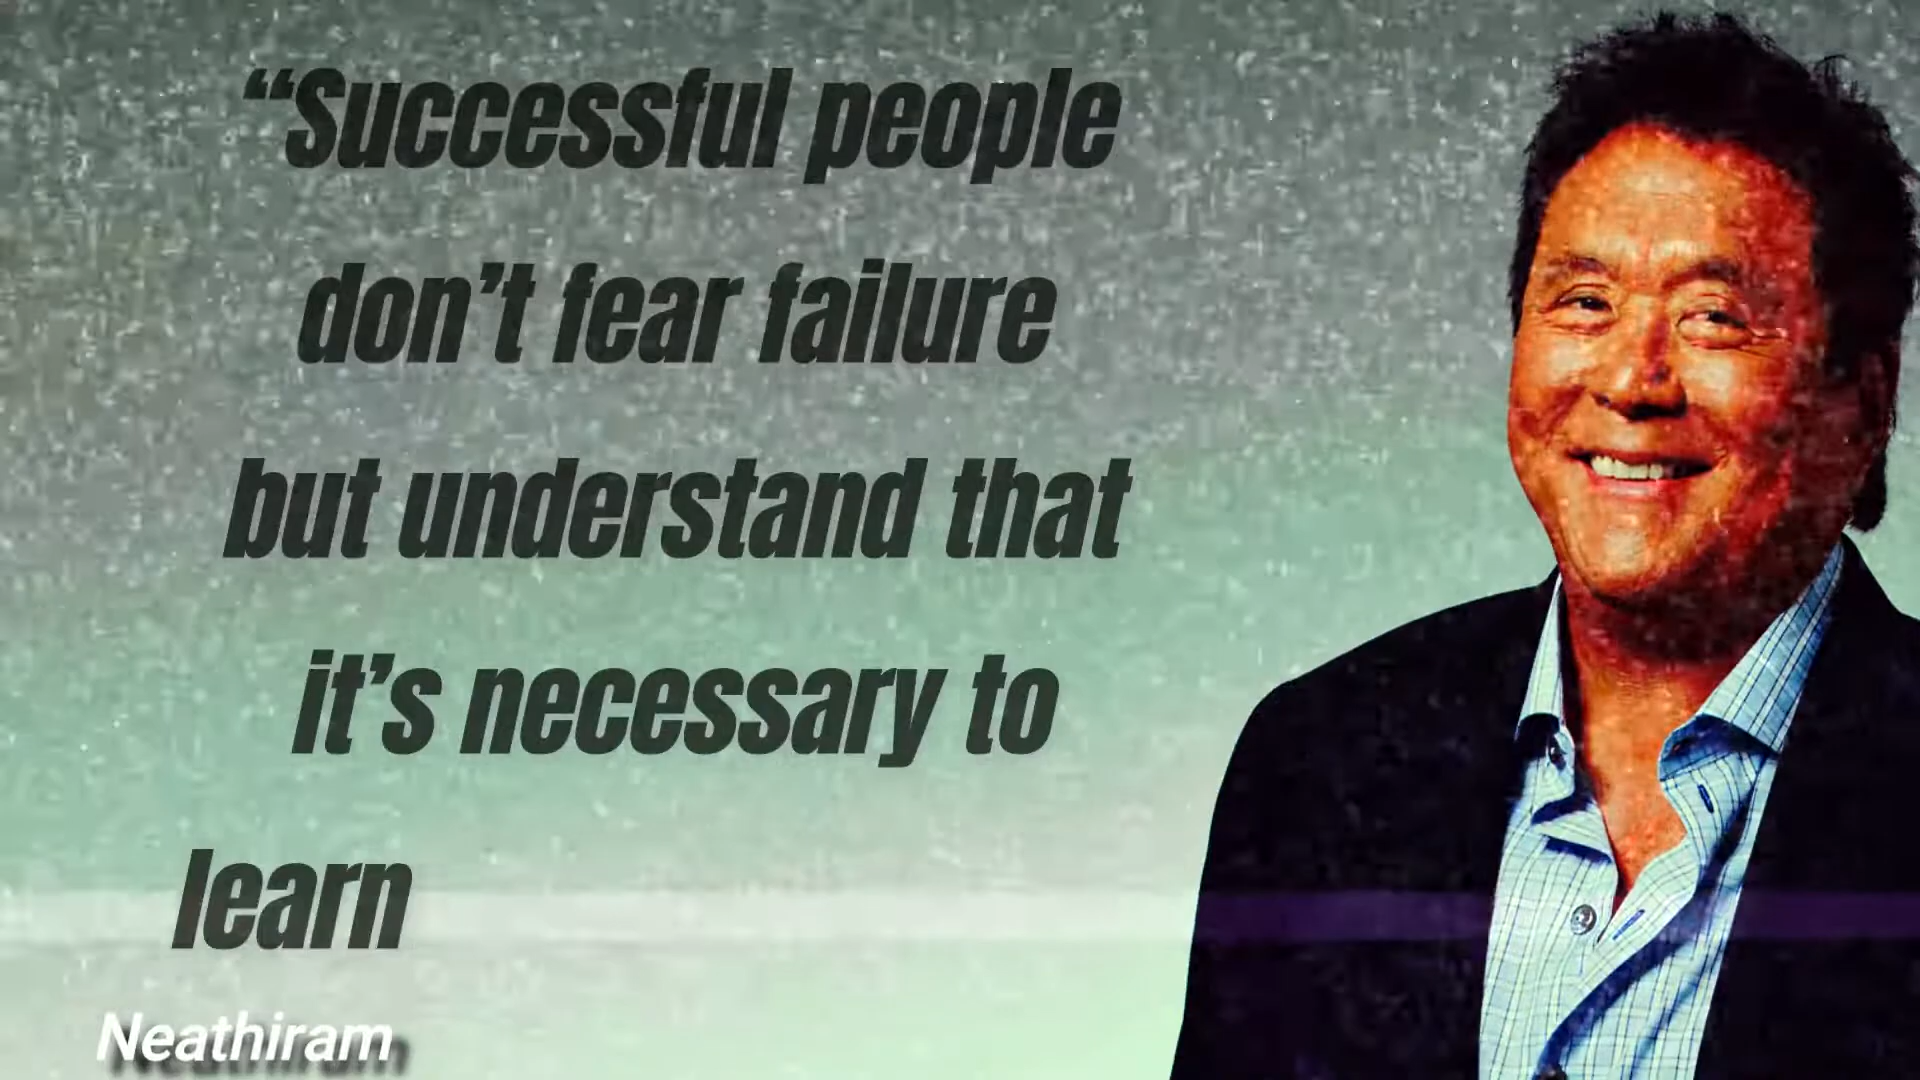 “Successful people
don’t fear failure
but understand that
it’s necessary to
learn
Neathiram